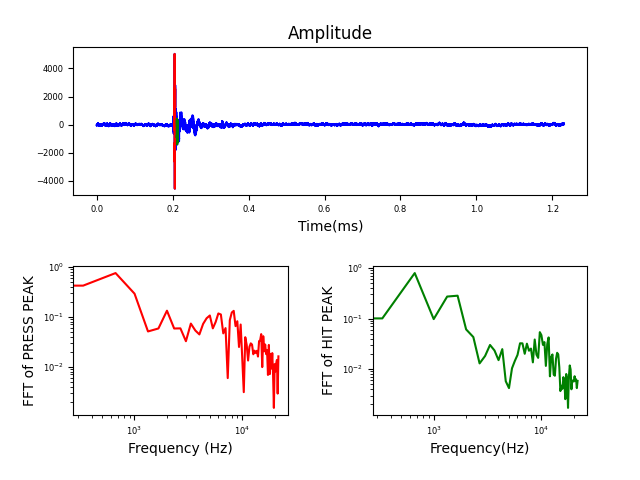 Amplitude
4000
2000
0
−2000
−4000
0.0 0.2 0.4 0.6 0.8 1.0 1.2
Time(ms)
FFT of PRESS PEAK
10⁰
10⁻¹
10⁻²
10³ 10⁴
Frequency (Hz)
FFT of HIT PEAK
10⁰
10⁻¹
10⁻²
10³ 10⁴
Frequency(Hz)